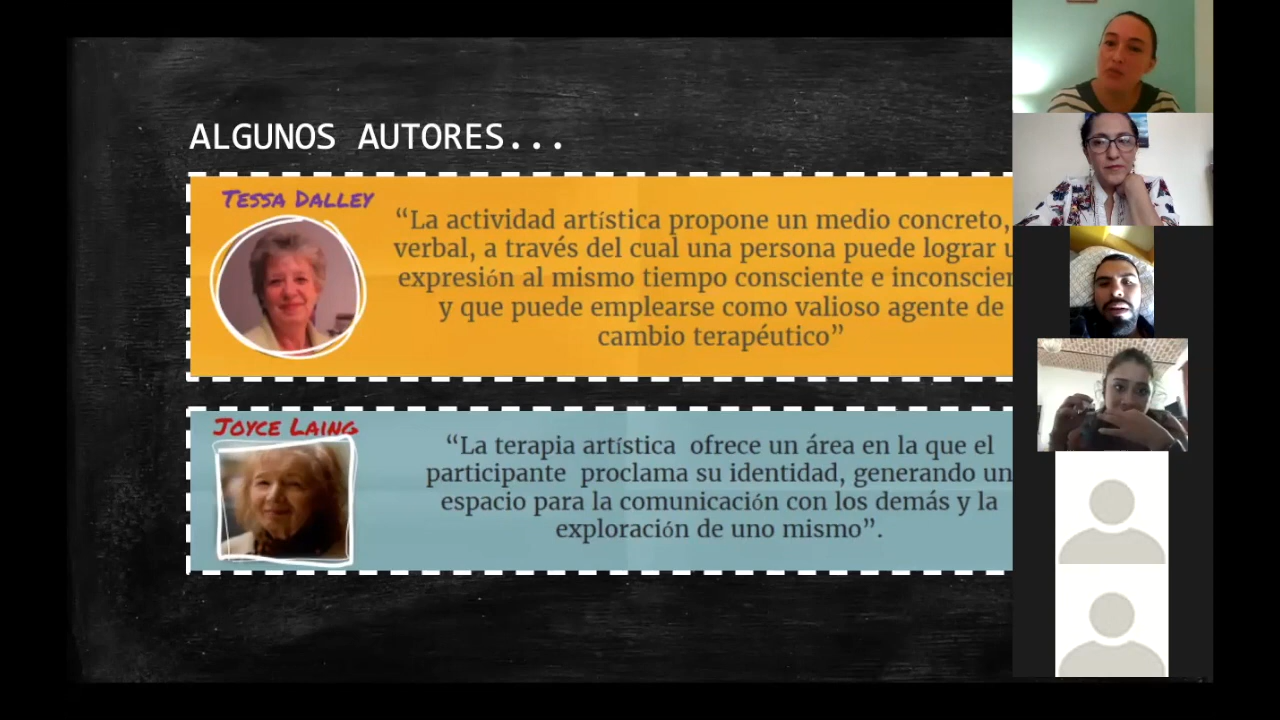 ALGUNOS AUTORES...
TESSA DALLEY
“La actividad artística propone un medio concreto,
verbal, a través del cual una persona puede lograr
expresión al mismo tiempo consciente e
y que puede emplearse como valioso agente de
cambio terapéutico”
JOYCE LAING
“La terapia artística ofrece un área en la que el
participante proclama su identidad, generando un
espacio para la comunicación con los demás y la
exploración de uno mismo”.